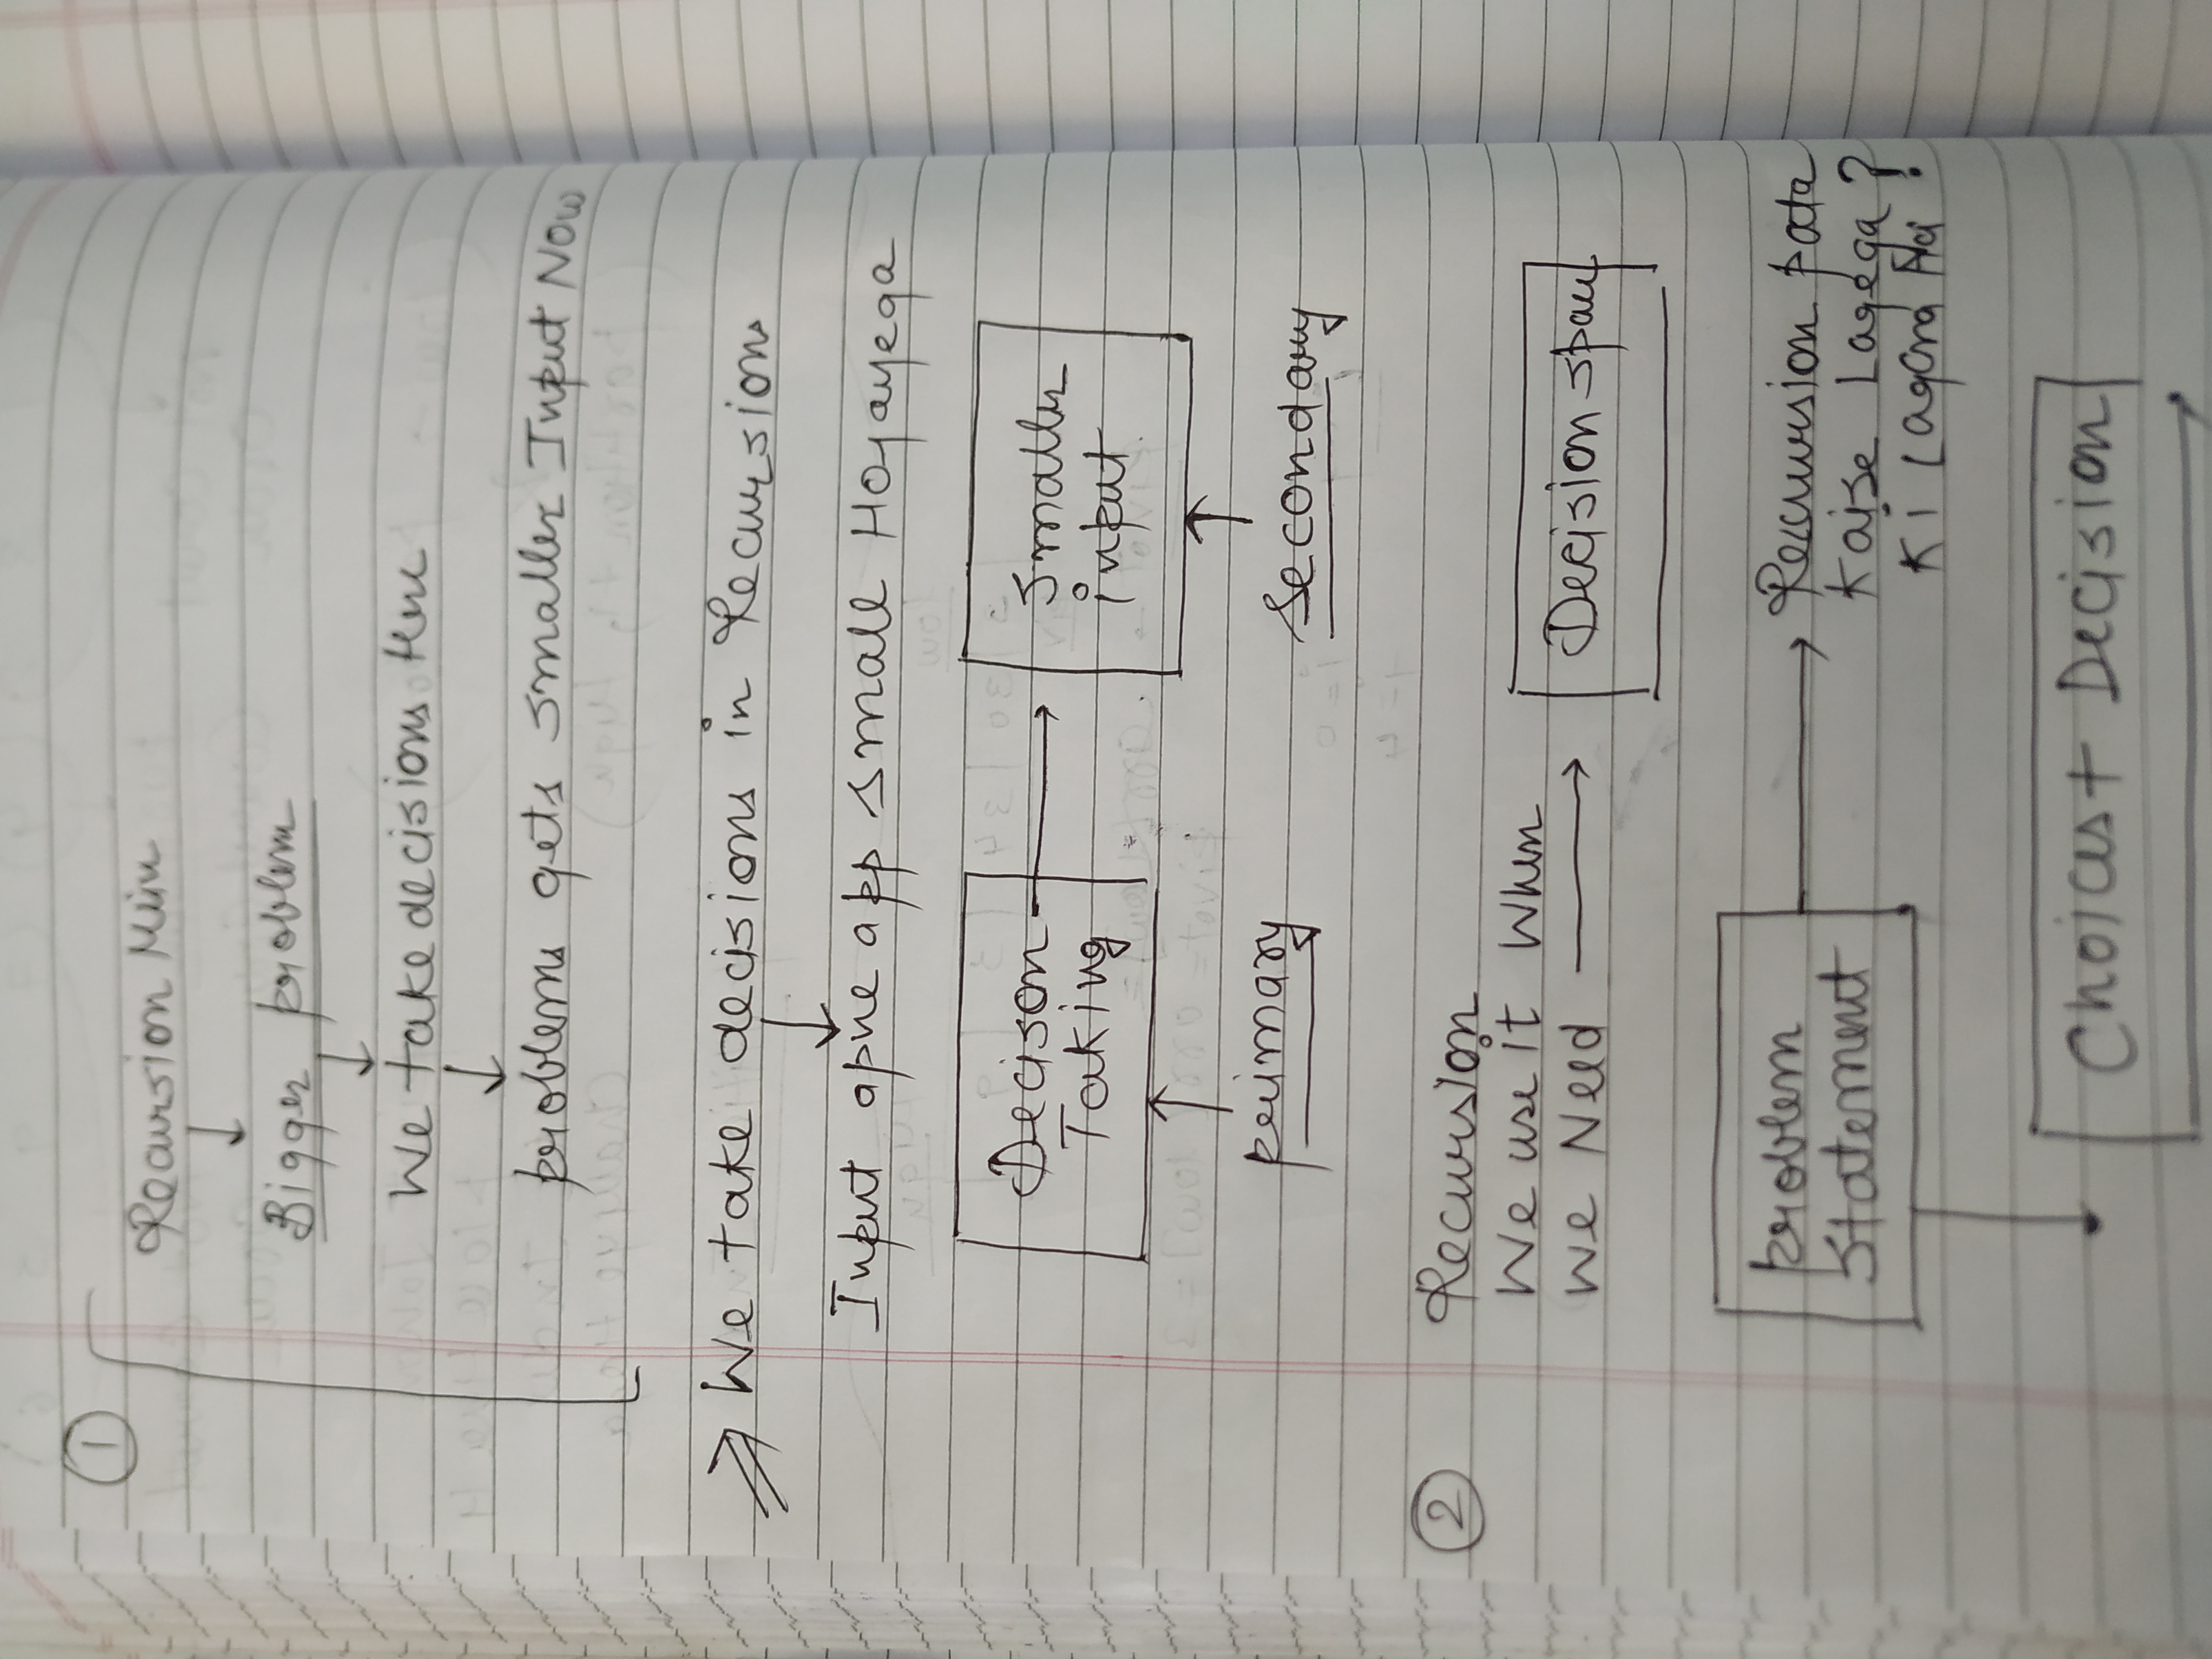 1
Recursion Mein
Bigger problem
We take decisions Here
problems gets smaller Input Now
We take decisions in Recursions
Input apne app small Hojayega
Decison
Taking
Smaller
input
primary
Secondary
2
Recursion
We use it When
we Need
Decision space
problem
Statement
Recursion pata
Kaise Lagega ?
Ki Lagana Hai
Choices + Decision